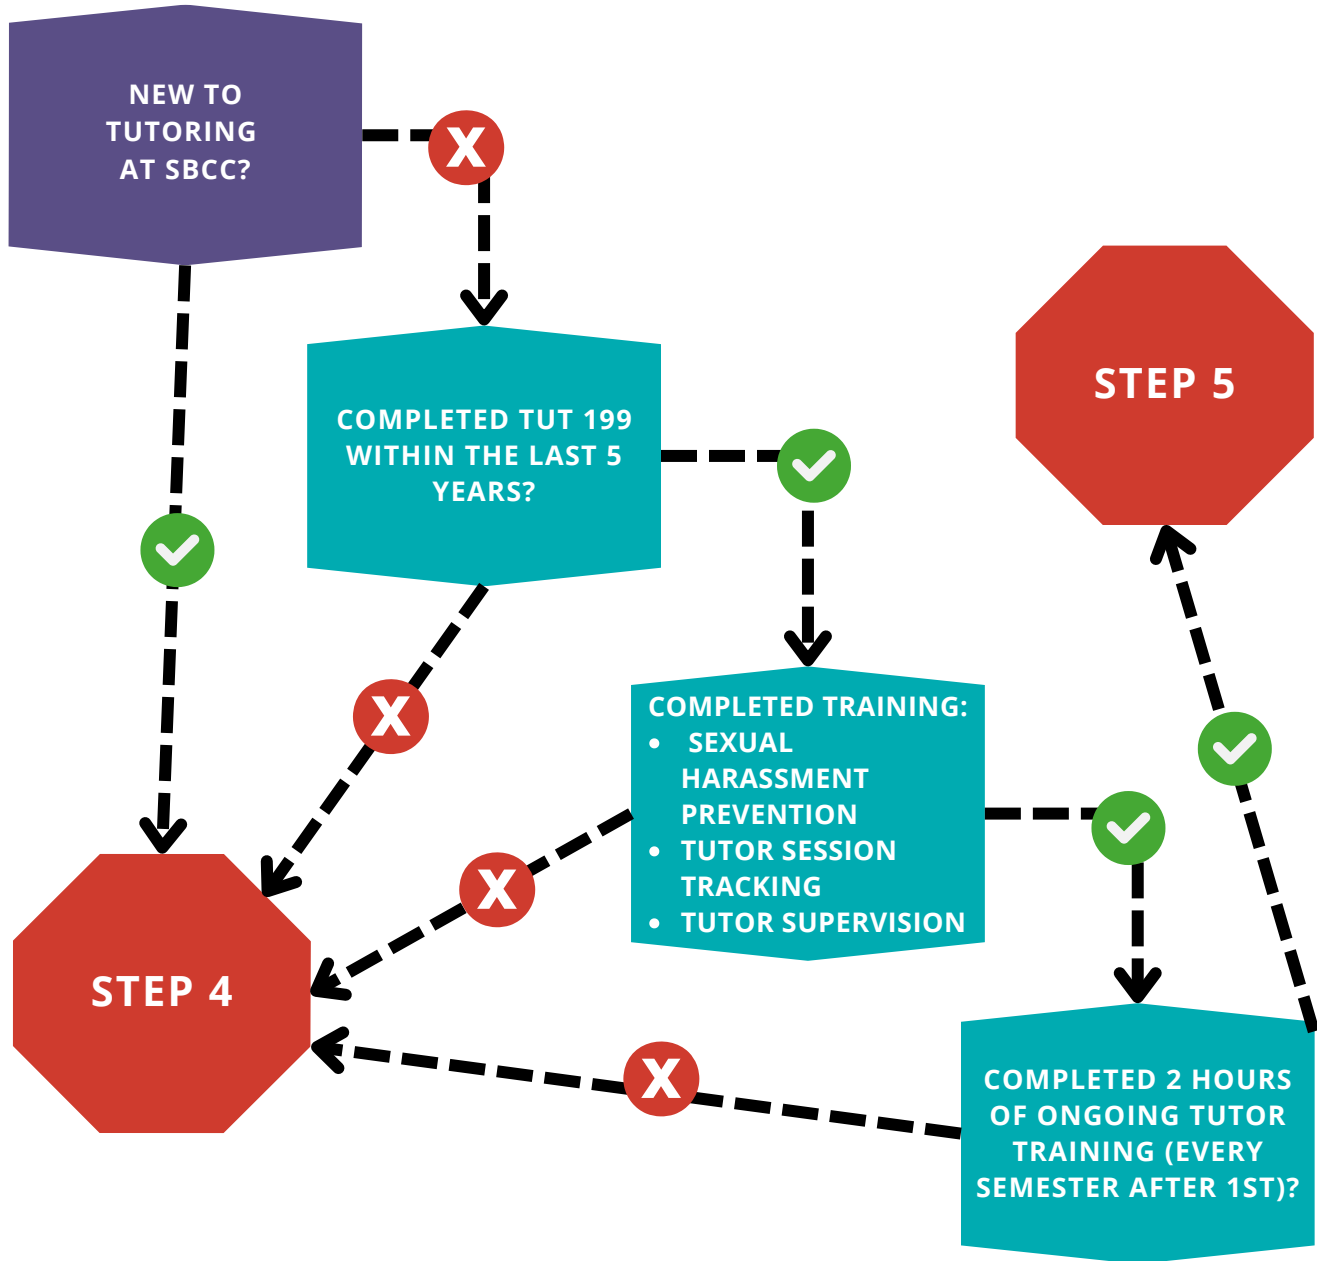 NEW TO
TUTORING
AT SBCC?
X
COMPLETED TUT 199
WITHIN THE LAST 5
YEARS?
STEP 5
X
COMPLETED TRAINING:
• SEXUAL
HARASSMENT
PREVENTION
• TUTOR SESSION
TRACKING
• TUTOR SUPERVISION
X
STEP 4
X
COMPLETED 2 HOURS
OF ONGOING TUTOR
TRAINING (EVERY
SEMESTER AFTER 1ST)?